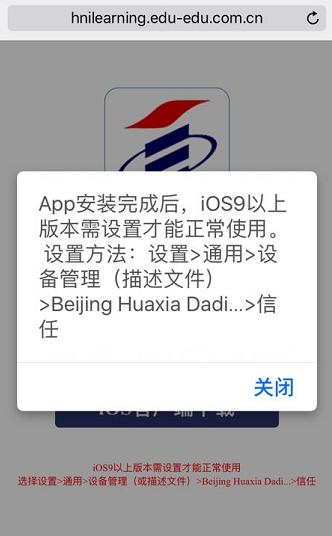 hnilearning.edu-edu.com.cn
App安装完成后，iOS9以上
版本需设置才能正常使用。
设置方法：设置>通用>设
备管理（描述文件）
>Beijing Huaxia Dadi...>信
任
关闭
iOS客户端下载
iOS9以上版本需设置才能正常使用
选择设置>通用>设备管理（或描述文件）>Beijing Huaxia Dadi...>信任